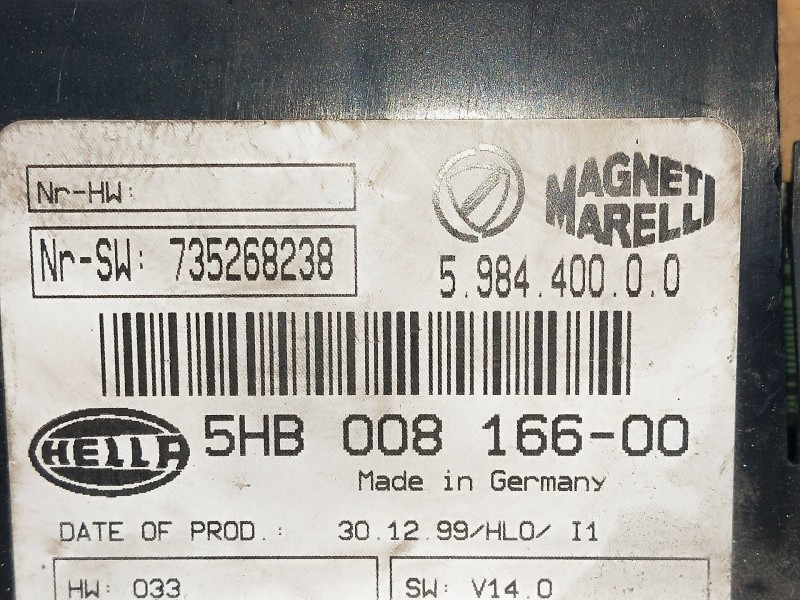 Nr-HW:
Nr-SW: 735268238
MAGNETI
MARELLI
5.984.400.0.0
HELLA
5HB 008 166-00
Made in Germany
DATE OF PROD.: 30.12.99/HLO/ I1
HW: 033
SW: V14.0